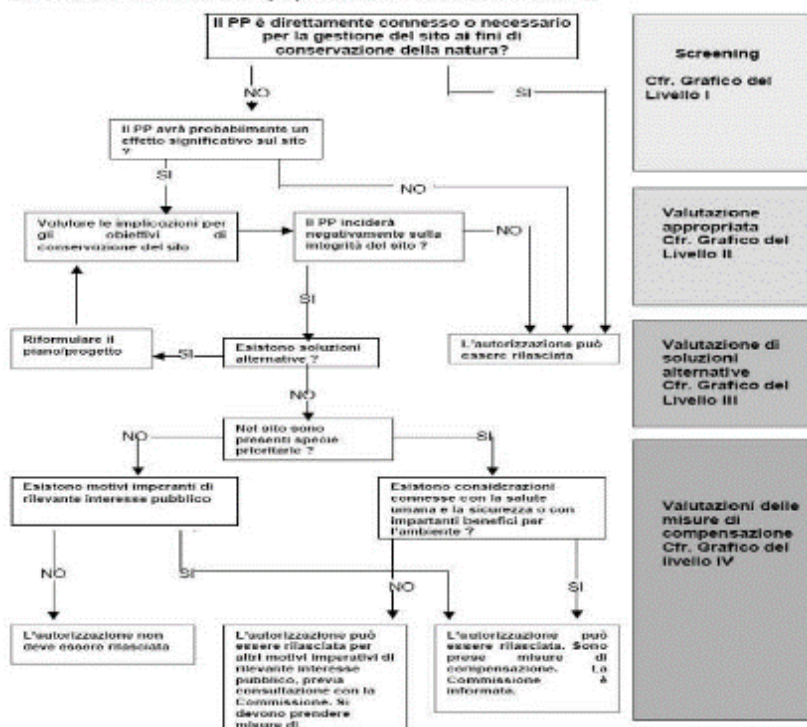 Il PP è direttamente connesso o necessario
per la gestione del sito ai fini di
conservazione della natura?
NO
SI
Il PP avrà probabilmente un
effetto significativo sul sito
?
SI
NO
Valutare le implicazioni per
gli obiettivi di
conservazione del sito
Il PP inciderà
negativamente sulla
integrità del sito ?
NO
SI
Riformulare il
piano/progetto
SI
Esistono soluzioni
alternative ?
L'autorizzazione può
essere rilasciata
NO
Nel sito sono
presenti specie
prioritarie ?
NO
SI
Esistono motivi imperanti di
rilevante interesse pubblico
Esistono considerazioni
connesse con la salute
umana e la sicurezza o con
importanti benefici per
l'ambiente ?
NO
SI
NO
SI
L'autorizzazione non
deve essere rilasciata
L'autorizzazione può
essere rilasciata per
altri motivi imperativi di
rilevante interesse
pubblico, previa
consultazione con la
Commissione. Si
devono prendere
misure di
L'autorizzazione può
essere rilasciata. Sono
prese misure di
compensazione. La
Commissione è
informata.
Screening
Cfr. Grafico del
Livello I
Valutazione
appropriata
Cfr. Grafico del
Livello II
Valutazione di
soluzioni
alternative
Cfr. Grafico del
Livello III
Valutazioni delle
misure di
compensazione
Cfr. Grafico del
livello IV